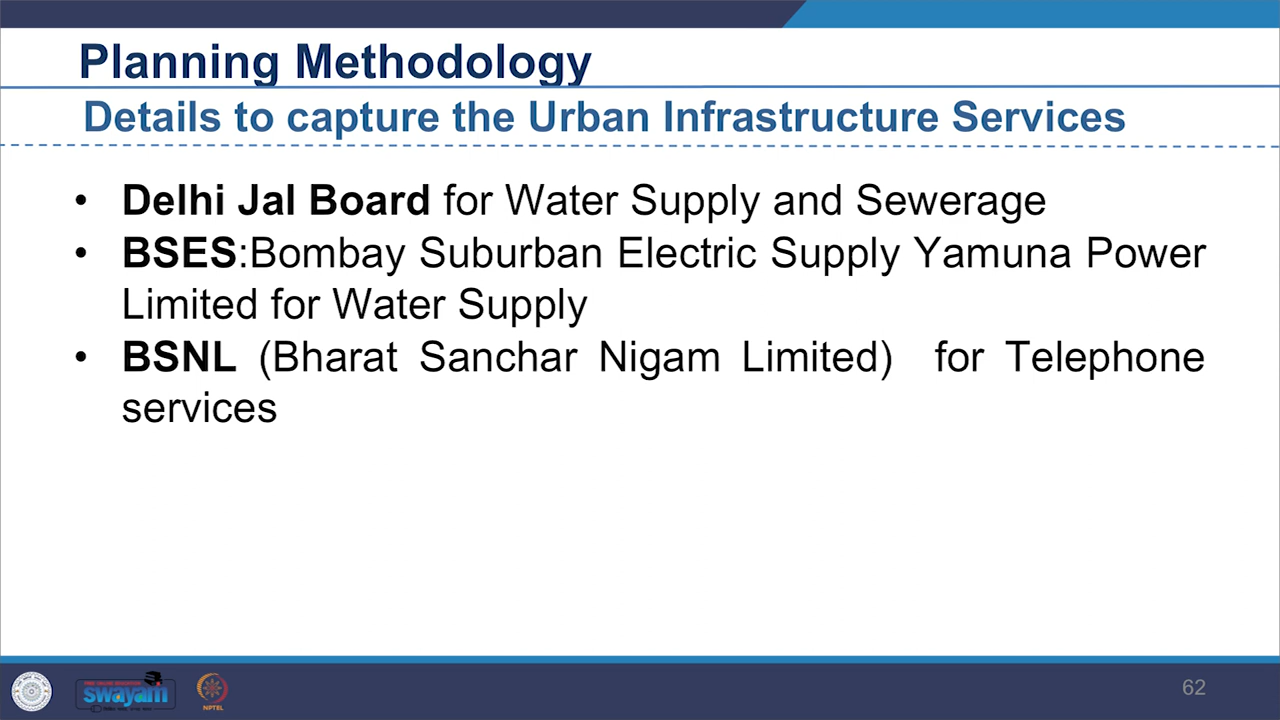 Planning Methodology
Details to capture the Urban Infrastructure Services
• Delhi Jal Board for Water Supply and Sewerage
• BSES:Bombay Suburban Electric Supply Yamuna Power
Limited for Water Supply
• BSNL (Bharat Sanchar Nigam Limited) for Telephone
services
swayam
NPTEL
62